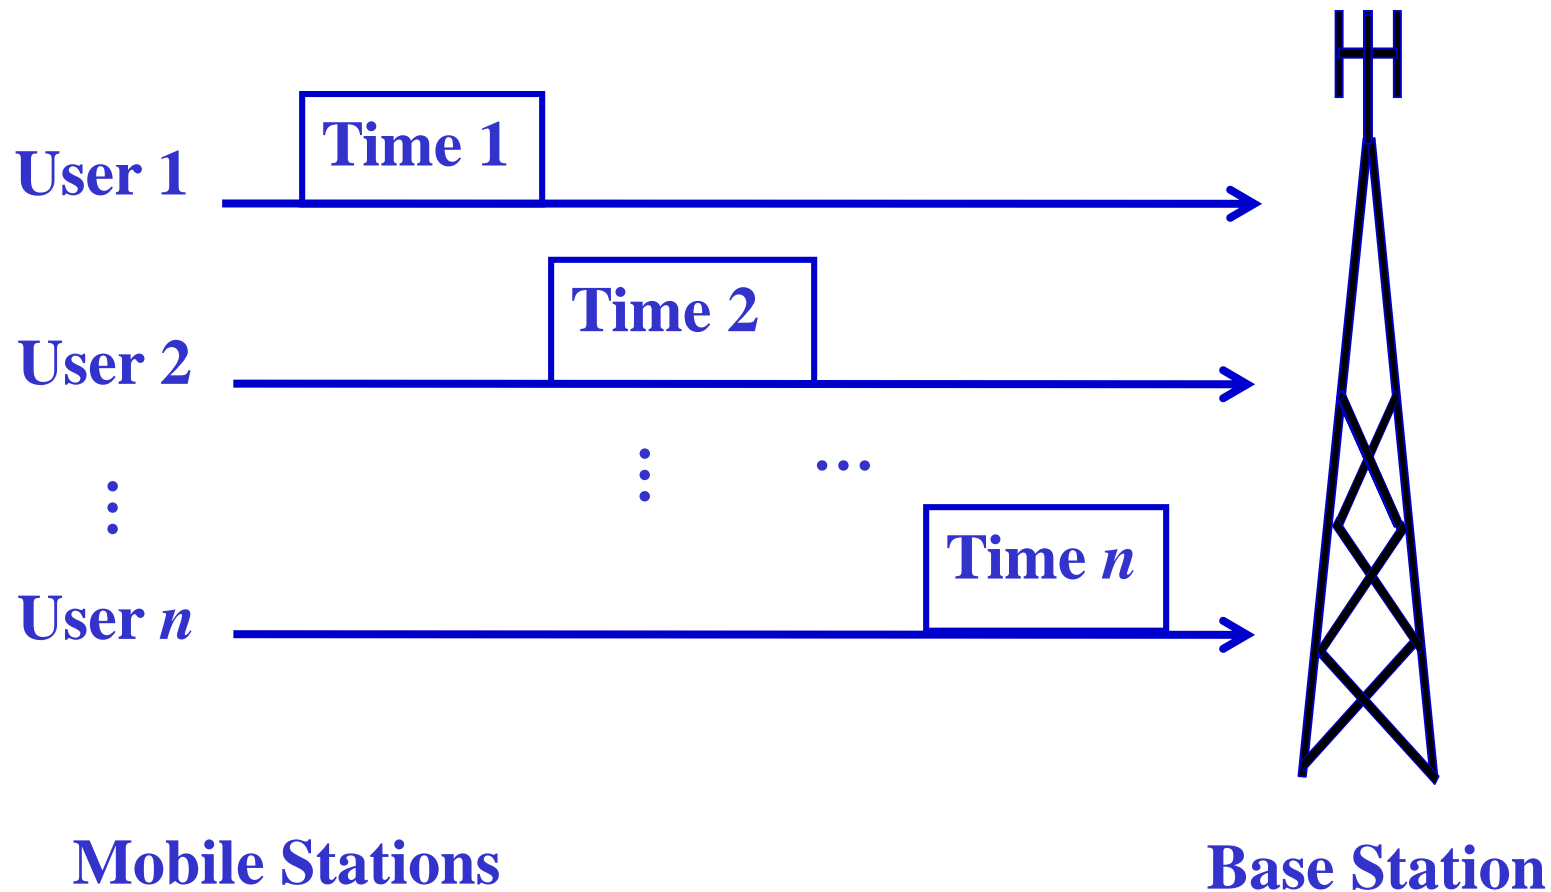 Time 1
User 1
Time 2
User 2
⋮
...
⋮
Time n
User n
Mobile Stations
Base Station